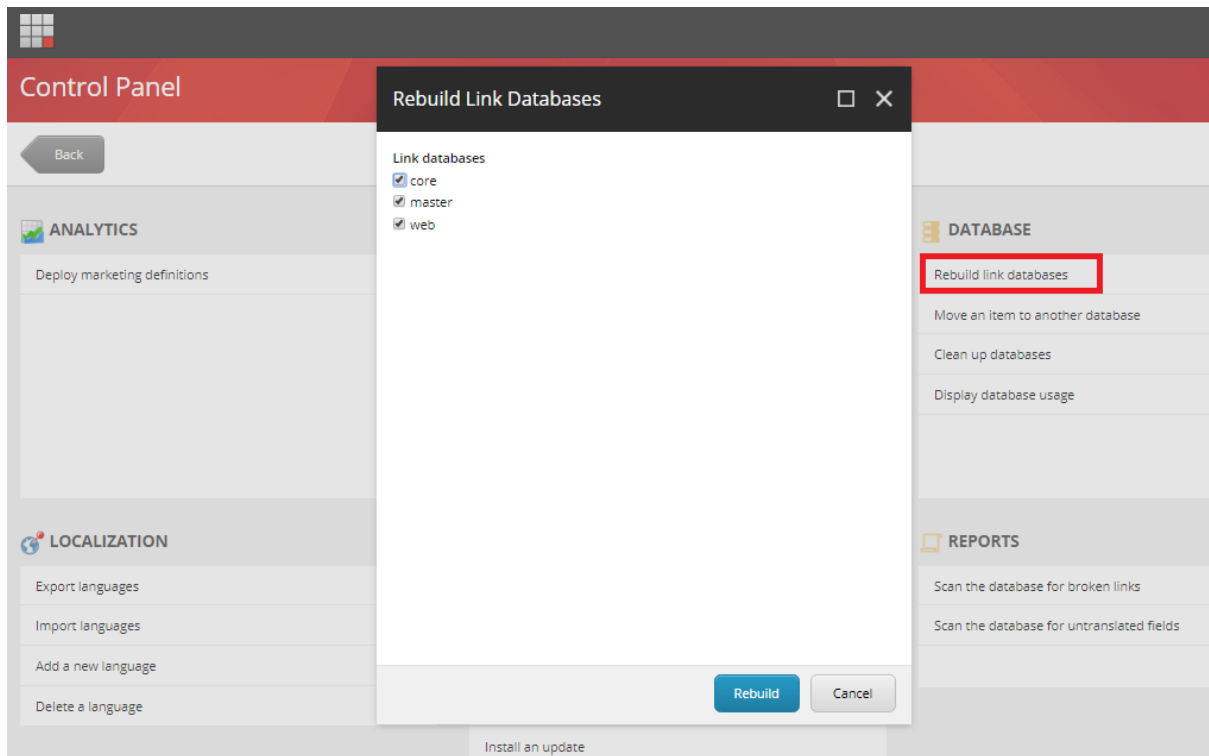 Control Panel
Back
Rebuild Link Databases
Link databases
core
master
web
Rebuild
Cancel
ANALYTICS
Deploy marketing definitions
DATABASE
Rebuild link databases
Move an item to another database
Clean up databases
Display database usage
LOCALIZATION
Export languages
Import languages
Add a new language
Delete a language
REPORTS
Scan the database for broken links
Scan the database for untranslated fields
Install an update